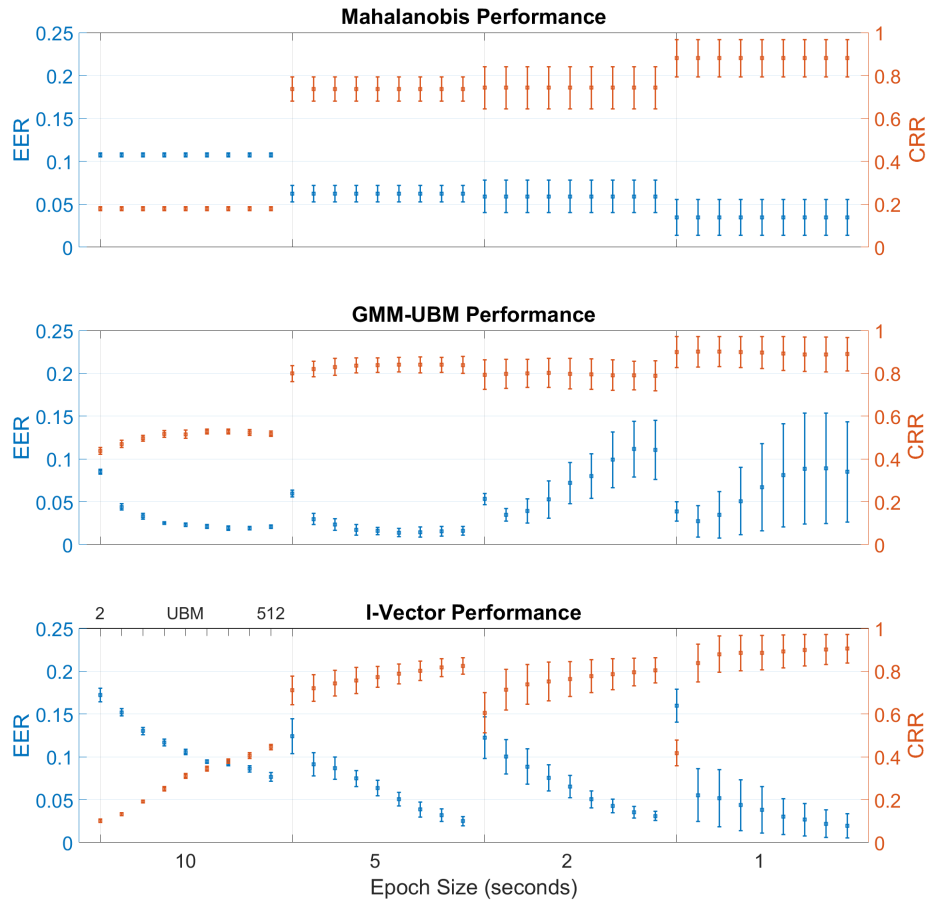 Mahalanobis Performance
0.25 1
0.2 0.8
0.15 0.6
0.1 0.4
0.05 0.2
0 0
EER CRR
GMM-UBM Performance
0.25 1
0.2 0.8
0.15 0.6
0.1 0.4
0.05 0.2
0 0
EER CRR
2 UBM 512 I-Vector Performance
0.25 1
0.2 0.8
0.15 0.6
0.1 0.4
0.05 0.2
0 0
EER CRR
10 5 2 1
Epoch Size (seconds)